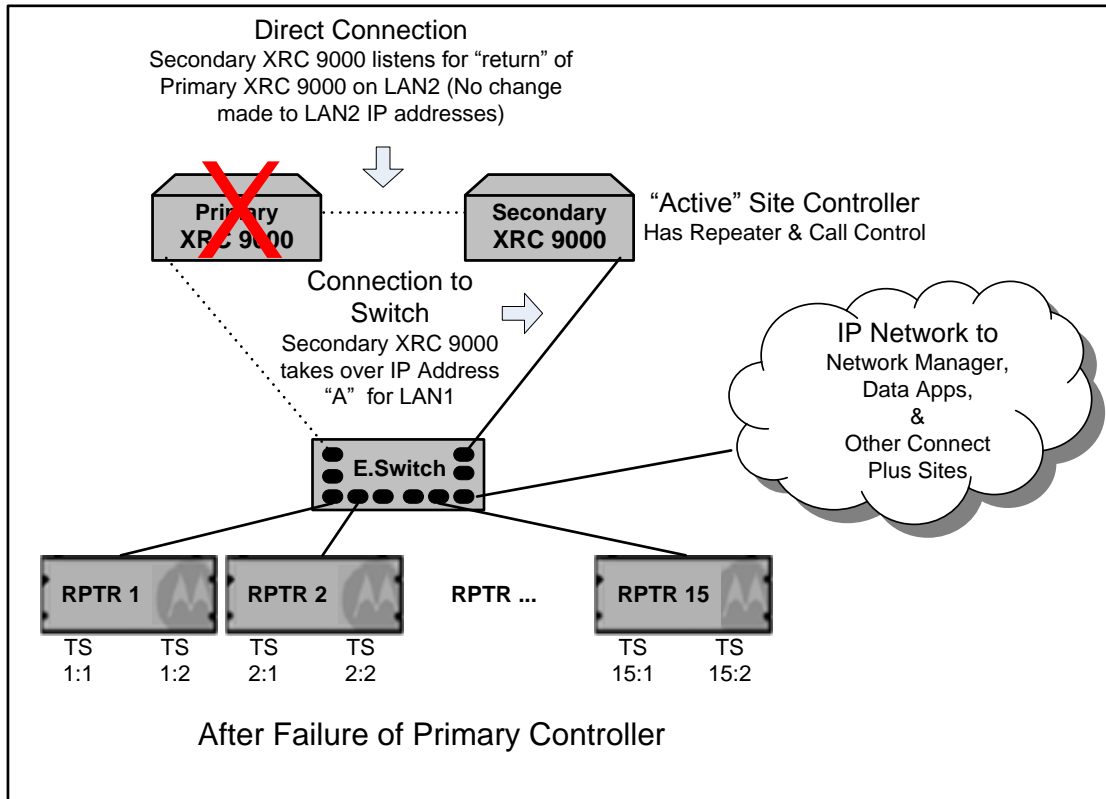 Direct Connection
Secondary XRC 9000 listens for “return” of
Primary XRC 9000 on LAN2 (No change
made to LAN2 IP addresses)
Primary
XRC 9000
Secondary
XRC 9000
“Active” Site Controller
Has Repeater & Call Control
Connection to
Switch
Secondary XRC 9000
takes over IP Address
“A” for LAN1
IP Network to
Network Manager,
Data Apps,
&
Other Connect
Plus Sites
E.Switch
RPTR 1
RPTR 2
RPTR ...
RPTR 15
TS
1:1
TS
1:2
TS
2:1
TS
2:2
TS
15:1
TS
15:2
After Failure of Primary Controller